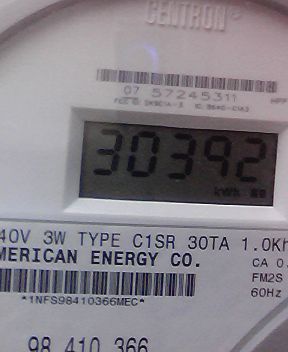 CENTRON®
07 57245311
30392
kWh
40V 3W TYPE C1SR 30TA 1.0Kh
MERICAN ENERGY CO.
CA 0.
FM2S
60Hz
*1NFS98410366MEC*
98 410 366